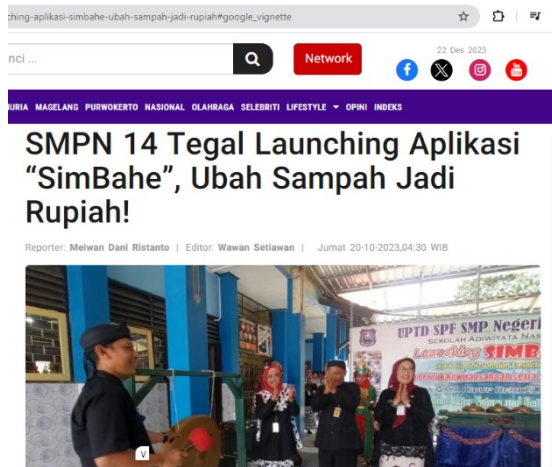 ching-aplikasi-simbahe-ubah-sampah-jadi-rupiah#google_vignette
nci ...
Network
22 Des 2023
MAGELANG PURWOKERTO NASIONAL OLAHRAGA SELEBRITI LIFESTYLE OPINI INDEKS
SMPN 14 Tegal Launching Aplikasi
“SimBahe”, Ubah Sampah Jadi
Rupiah!
Reporter: Meiwan Dani Ristanto | Editor: Wawan Setiawan | Jumat 20-10-2023,04:30 WIB
UPTD SPF SMP Negeri
SEKOLAH ADIWIYATA NAS
Launching SIMB
V